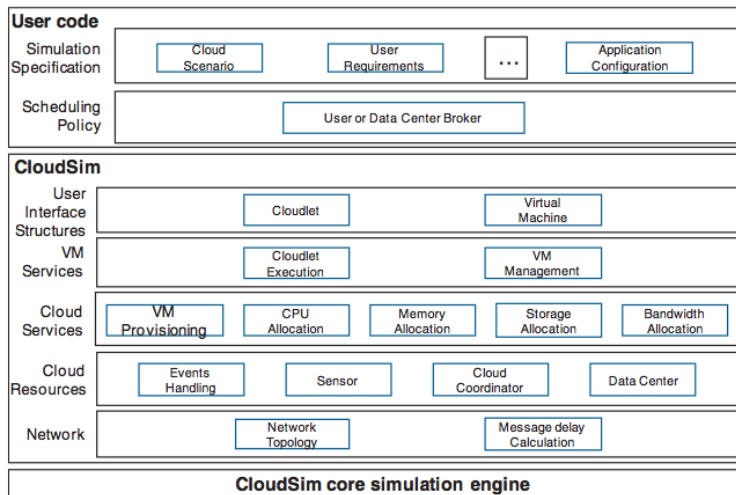 User code
Simulation
Specification
Cloud
Scenario
User
Requirements
...
Application
Configuration
Scheduling
Policy
User or Data Center Broker
CloudSim
User
Interface
Structures
Cloudlet
Virtual
Machine
VM
Services
Cloudlet
Execution
VM
Management
Cloud
Services
VM
Provisioning
CPU
Allocation
Memory
Allocation
Storage
Allocation
Bandwidth
Allocation
Cloud
Resources
Events
Handling
Sensor
Cloud
Coordinator
Data Center
Network
Network
Topology
Message delay
Calculation
CloudSim core simulation engine